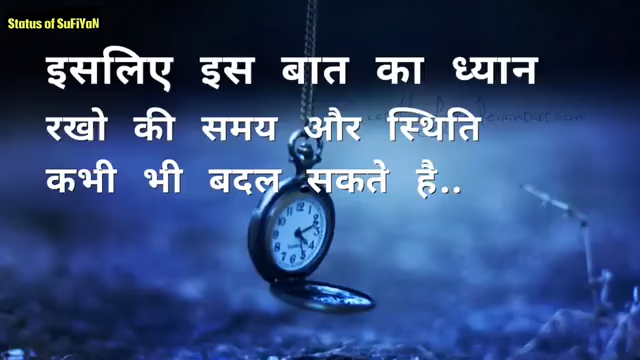 Status of SuFiYaN
इसलिए इस बात का ध्यान
रखो की समय और स्थिति
कभी भी बदल सकते है..